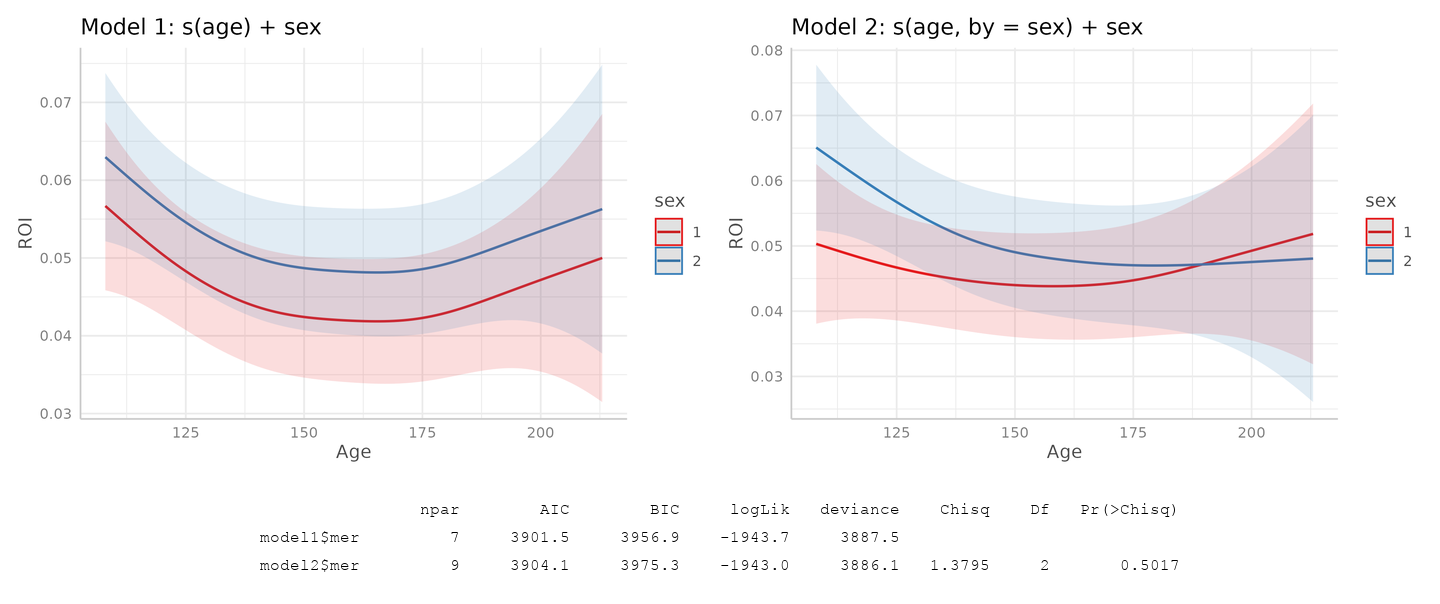 Model 1: s(age) + sex
0.07
0.06
0.05
0.04
0.03
ROI
125 150 175 200
Age
sex
1
2
Model 2: s(age, by = sex) + sex
0.08
0.07
0.06
0.05
0.04
0.03
ROI
125 150 175 200
Age
sex
1
2
npar AIC BIC logLik deviance Chisq Df Pr(>Chisq)
model1$mer 7 3901.5 3956.9 -1943.7 3887.5
model2$mer 9 3904.1 3975.3 -1943.0 3886.1 1.3795 2 0.5017